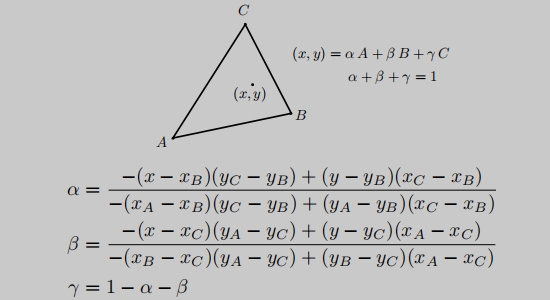 C
(x, y) = α A + β B + γ C
α + β + γ = 1
(x, y)
B
A
α = −(x − x_B)(y_C − y_B) + (y − y_B)(x_C − x_B) / −(x_A − x_B)(y_C − y_B) + (y_A − y_B)(x_C − x_B)
β = −(x − x_C)(y_A − y_C) + (y − y_C)(x_A − x_C) / −(x_B − x_C)(y_A − y_C) + (y_B − y_C)(x_A − x_C)
γ = 1 − α − β